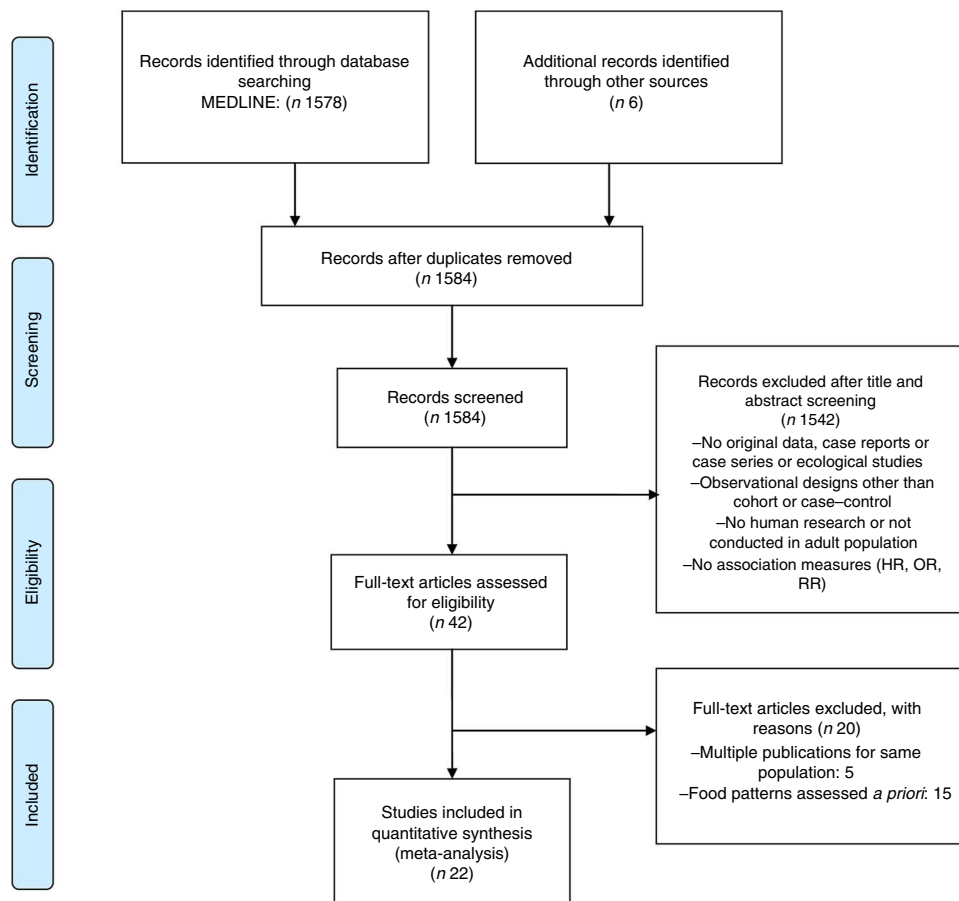 Identification
Records identified through database
searching
MEDLINE: (n 1578)
Additional records identified
through other sources
(n 6)
Records after duplicates removed
(n 1584)
Screening
Records screened
(n 1584)
Records excluded after title and
abstract screening
(n 1542)
–No original data, case reports or
case series or ecological studies
–Observational designs other than
cohort or case–control
–No human research or not
conducted in adult population
–No association measures (HR, OR,
RR)
Eligibility
Full-text articles assessed
for eligibility
(n 42)
Full-text articles excluded, with
reasons (n 20)
–Multiple publications for same
population: 5
–Food patterns assessed a priori: 15
Included
Studies included in
quantitative synthesis
(meta-analysis)
(n 22)